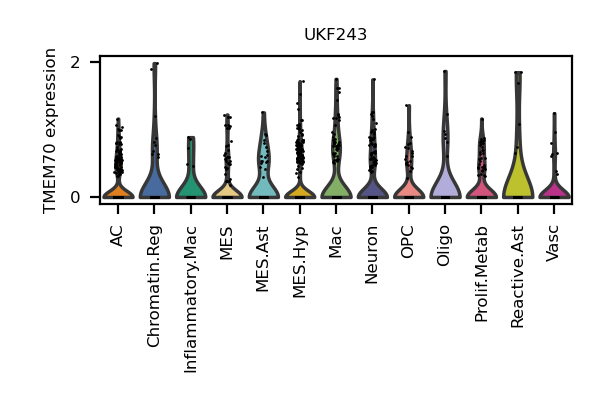 UKF243
TMEM70 expression
2
0
AC
Chromatin.Reg
Inflammatory.Mac
MES
MES.Ast
MES.Hyp
Mac
Neuron
OPC
Oligo
Prolif.Metab
Reactive.Ast
Vasc